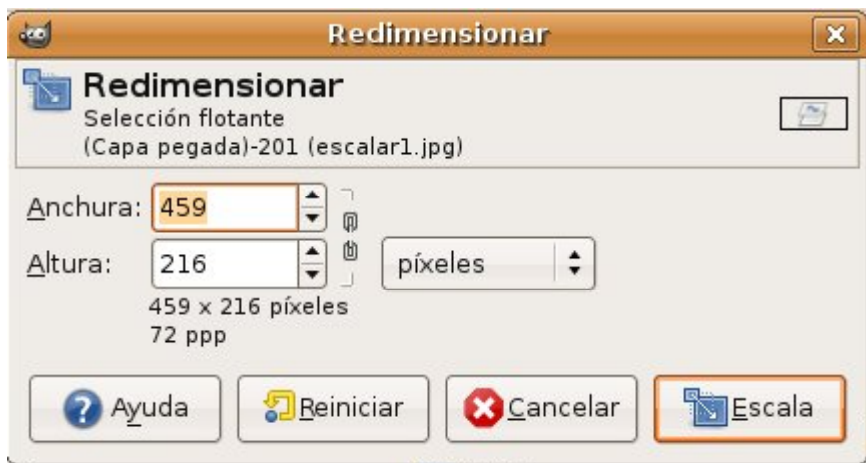 Redimensionar
Redimensionar
Selección flotante
(Capa pegada)-201 (escalar1.jpg)
Anchura: 459
Altura: 216 píxeles
459 x 216 píxeles
72 ppp
Ayuda Reiniciar Cancelar Escala